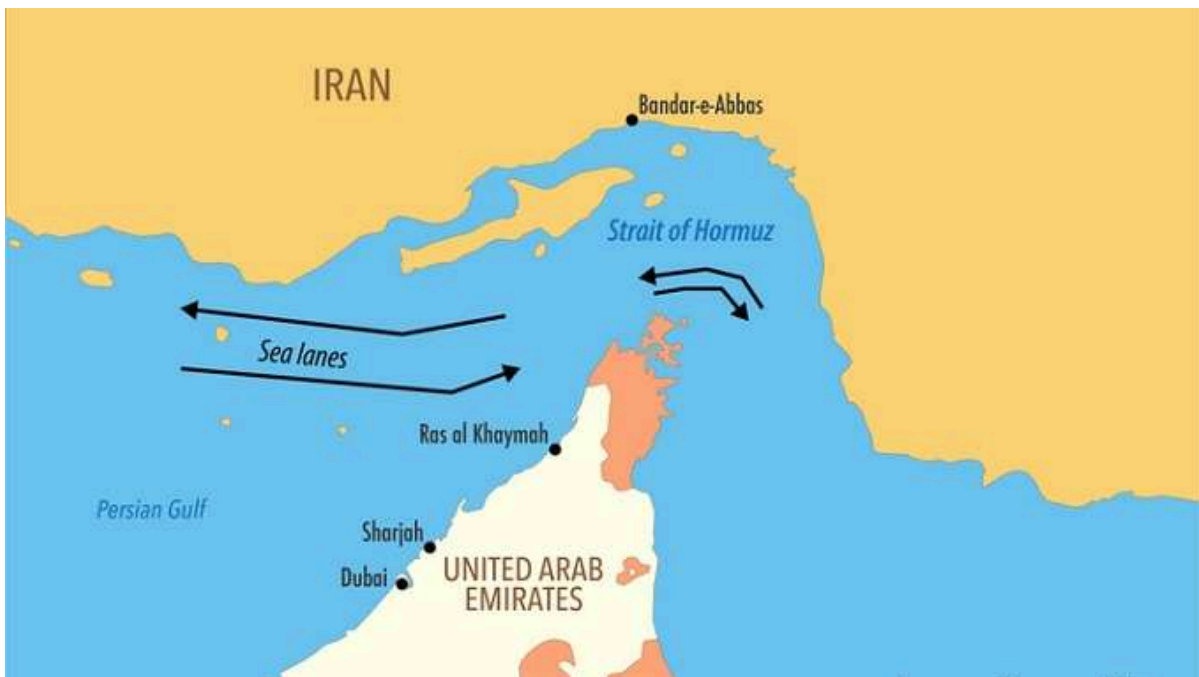 IRAN
Bandar-e-Abbas
Strait of Hormuz
Sea lanes
Ras al Khaymah
Persian Gulf
Sharjah
Dubai
UNITED ARAB
EMIRATES